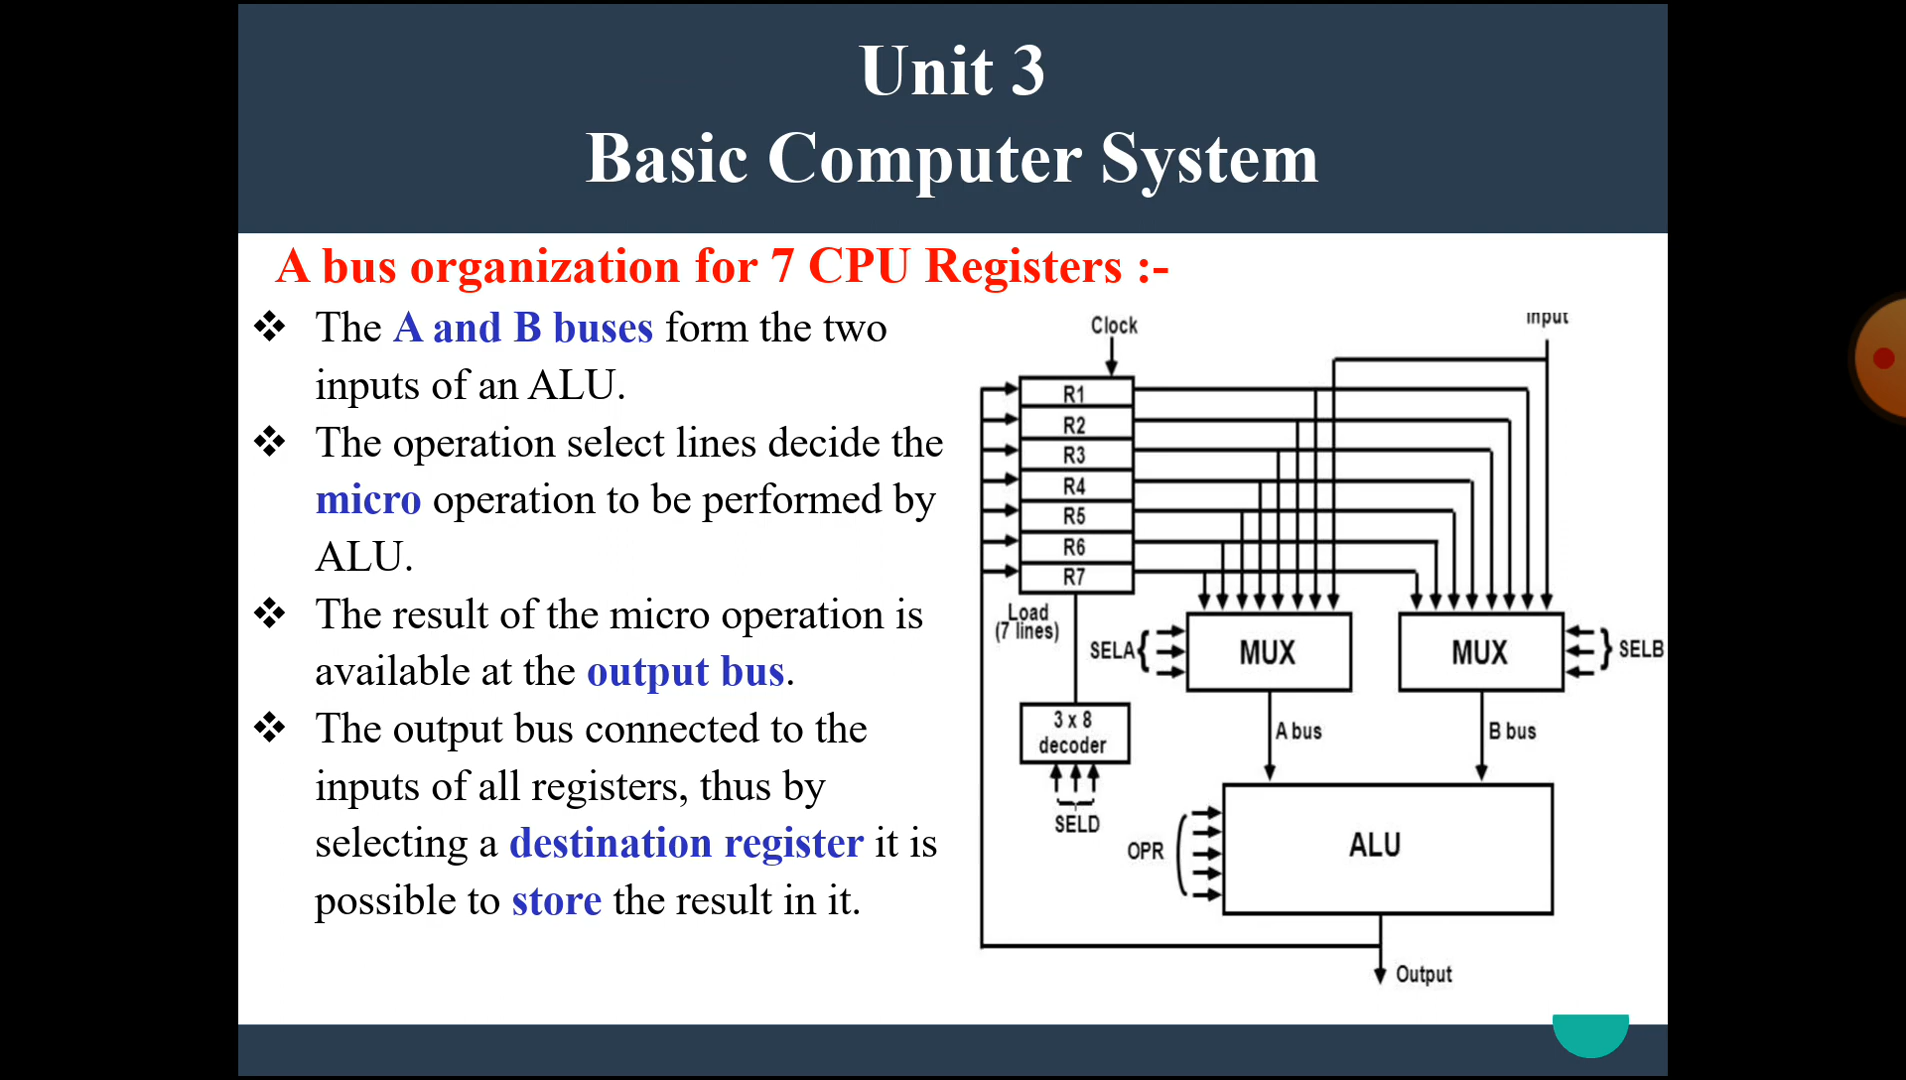 Unit 3
Basic Computer System
A bus organization for 7 CPU Registers :-
❖ The A and B buses form the two
inputs of an ALU.
❖ The operation select lines decide the
micro operation to be performed by
ALU.
❖ The result of the micro operation is
available at the output bus.
❖ The output bus connected to the
inputs of all registers, thus by
selecting a destination register it is
possible to store the result in it.
Clock
Input
R1
R2
R3
R4
R5
R6
R7
Load
(7 lines)
SELA
MUX
MUX
SELB
3 x 8
decoder
A bus
B bus
SELD
OPR
ALU
Output